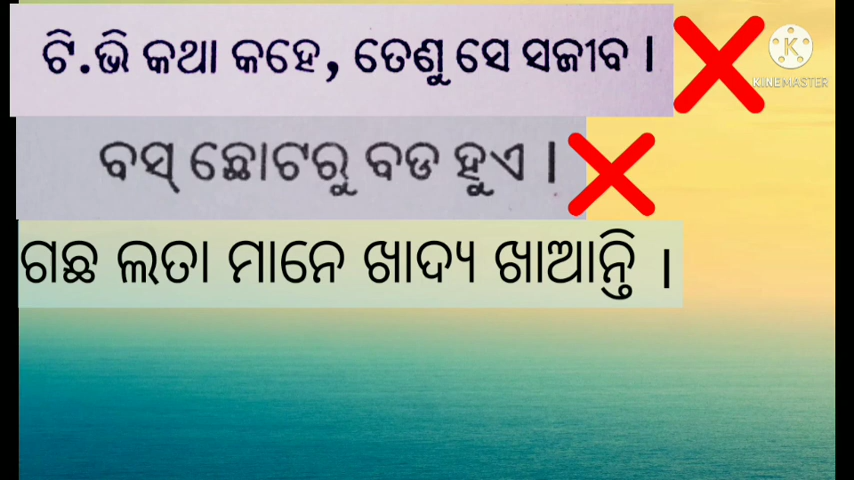 ଟି.ଭି କଥା କହେ, ତେଣୁ ସେ ସଜୀବ ।
K
KINEMASTER
ବସ୍ ଛୋଟରୁ ବଡ ହୁଏ ।
ଗଛ ଲତା ମାନେ ଖାଦ୍ୟ ଖାଆନ୍ତି ।